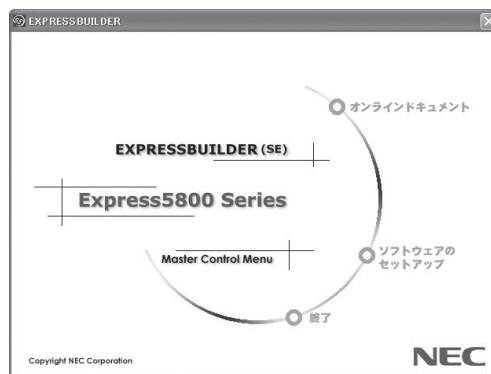 EXPRESSBUILDER
オンラインドキュメント
EXPRESSBUILDER (SE)
Express5800 Series
ソフトウェアの
セットアップ
Master Control Menu
終了
Copyright NEC Corporation
NEC